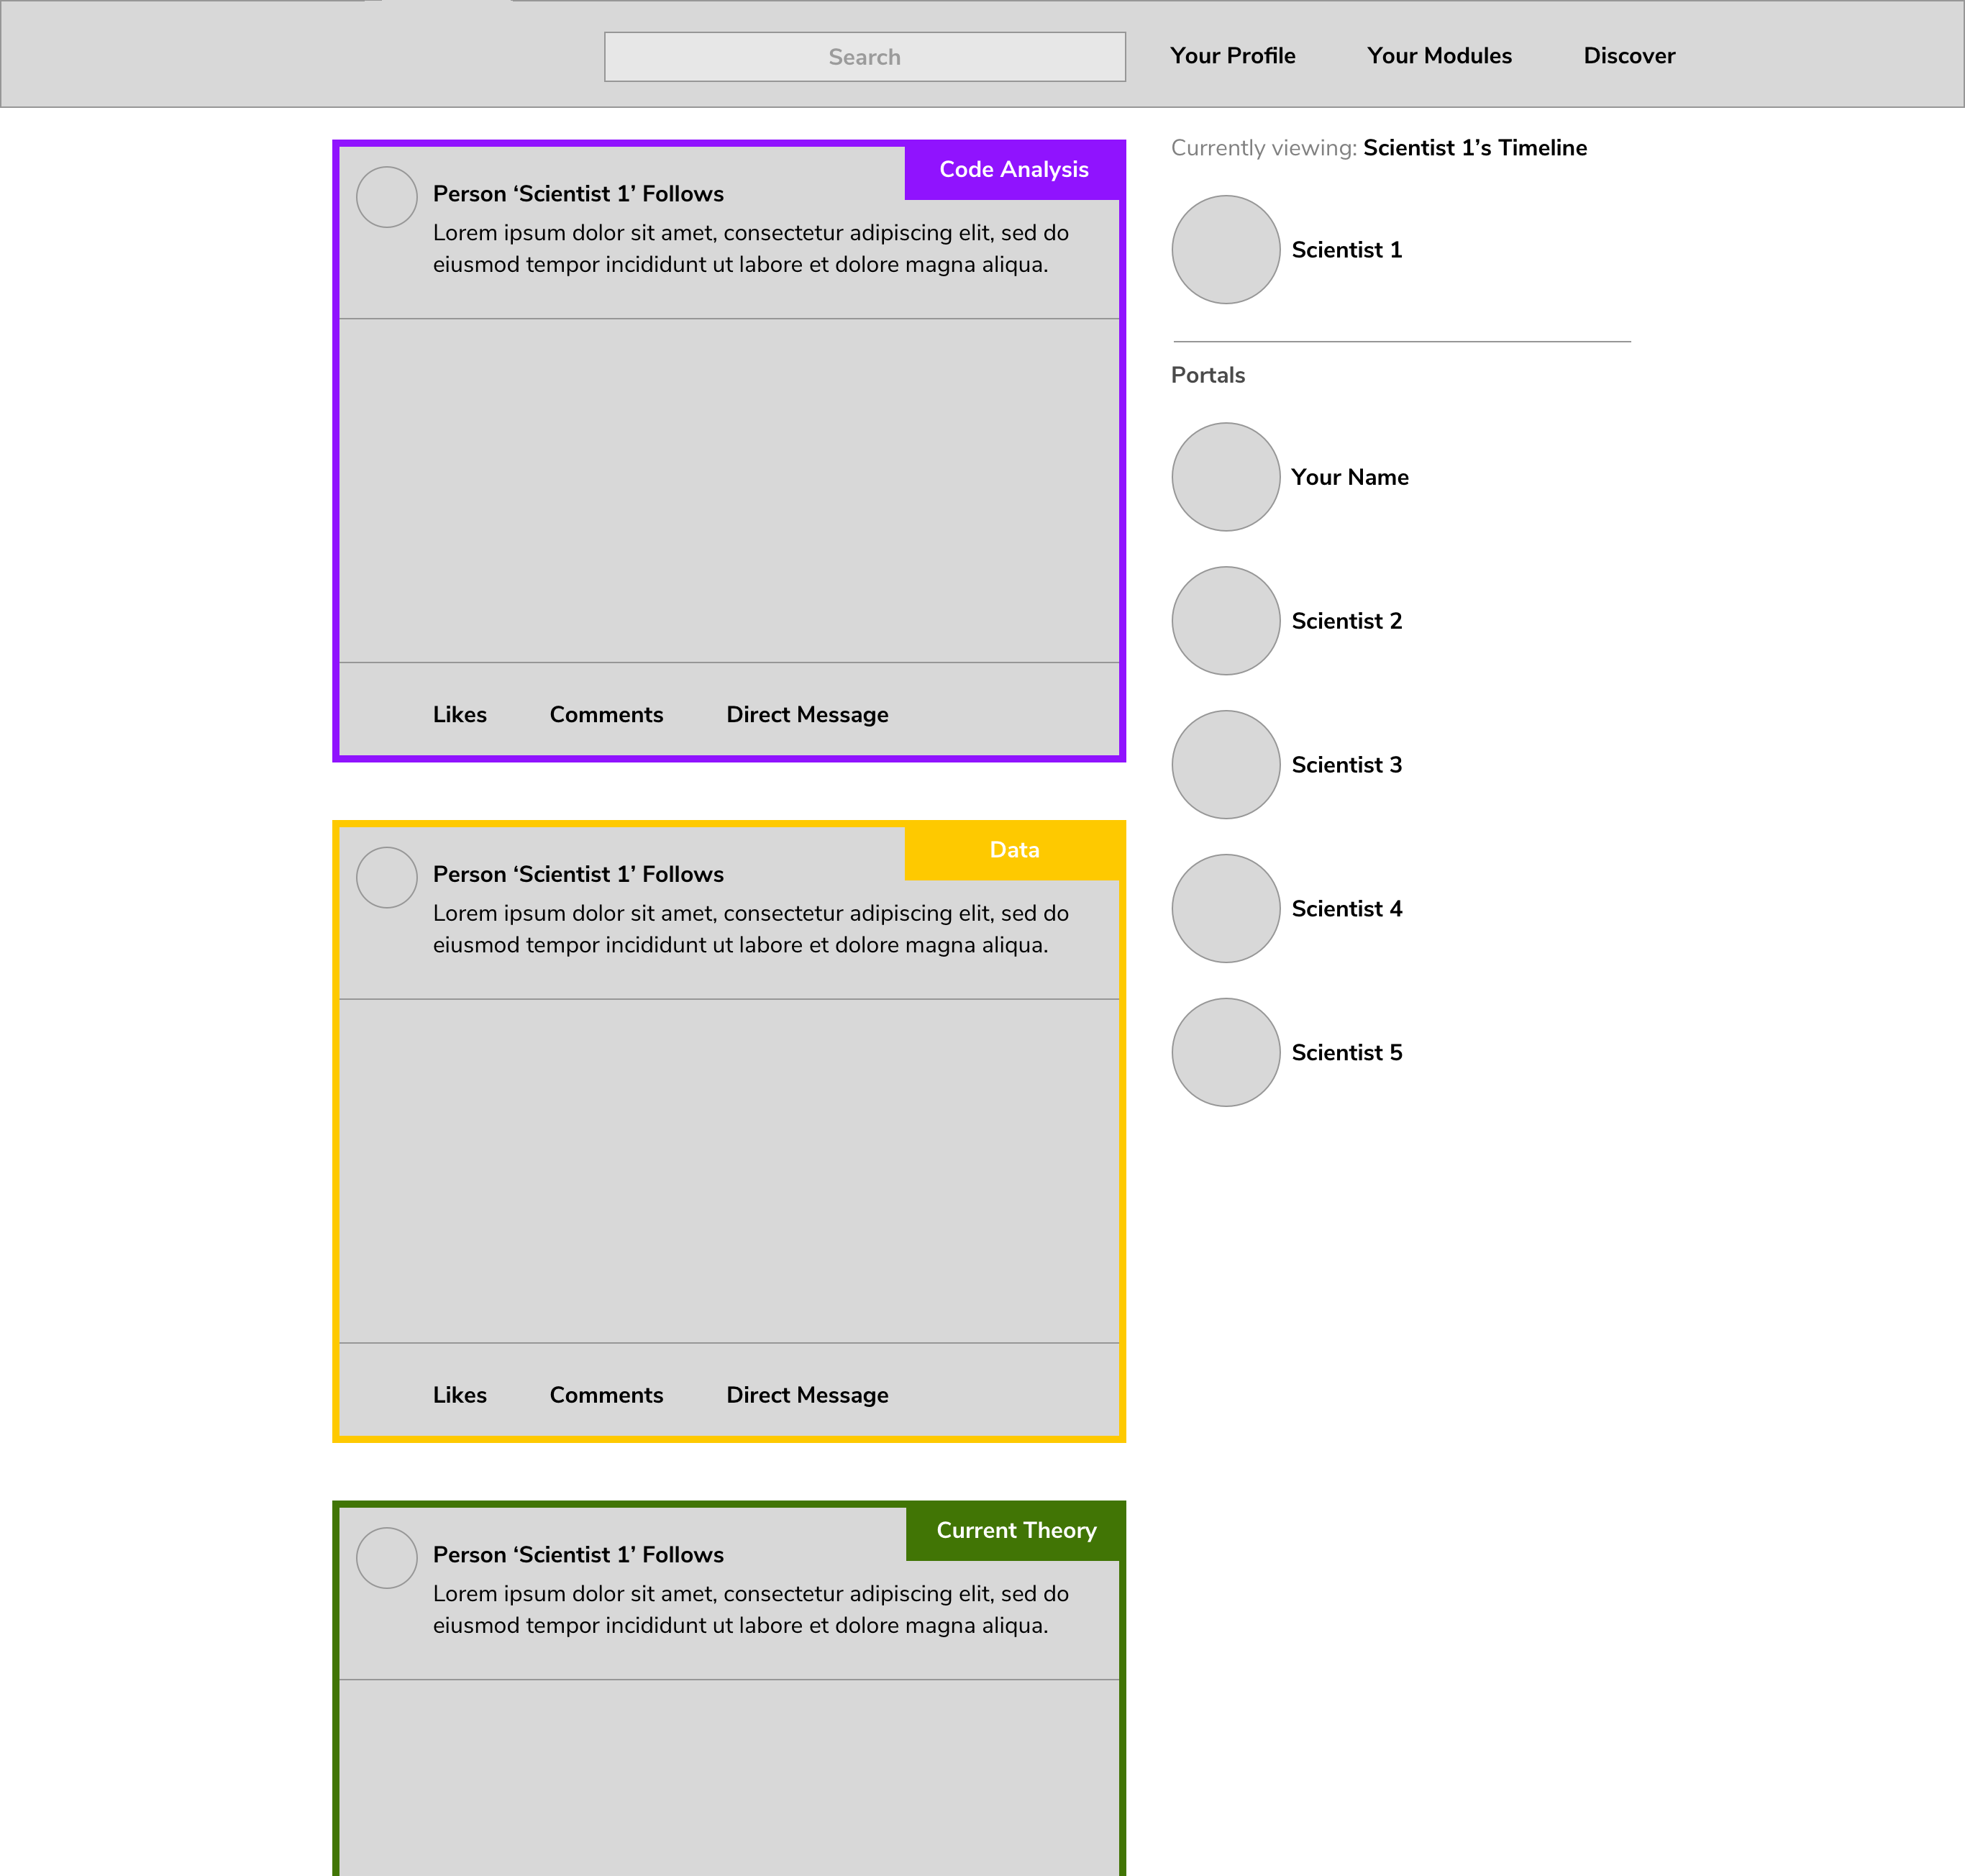 Search
Your Profile
Your Modules
Discover
Code Analysis
Person ‘Scientist 1’ Follows
Lorem ipsum dolor sit amet, consectetur adipiscing elit, sed do
eiusmod tempor incididunt ut labore et dolore magna aliqua.
Likes
Comments
Direct Message
Data
Person ‘Scientist 1’ Follows
Lorem ipsum dolor sit amet, consectetur adipiscing elit, sed do
eiusmod tempor incididunt ut labore et dolore magna aliqua.
Likes
Comments
Direct Message
Current Theory
Person ‘Scientist 1’ Follows
Lorem ipsum dolor sit amet, consectetur adipiscing elit, sed do
eiusmod tempor incididunt ut labore et dolore magna aliqua.
Currently viewing: Scientist 1’s Timeline
Scientist 1
Portals
Your Name
Scientist 2
Scientist 3
Scientist 4
Scientist 5